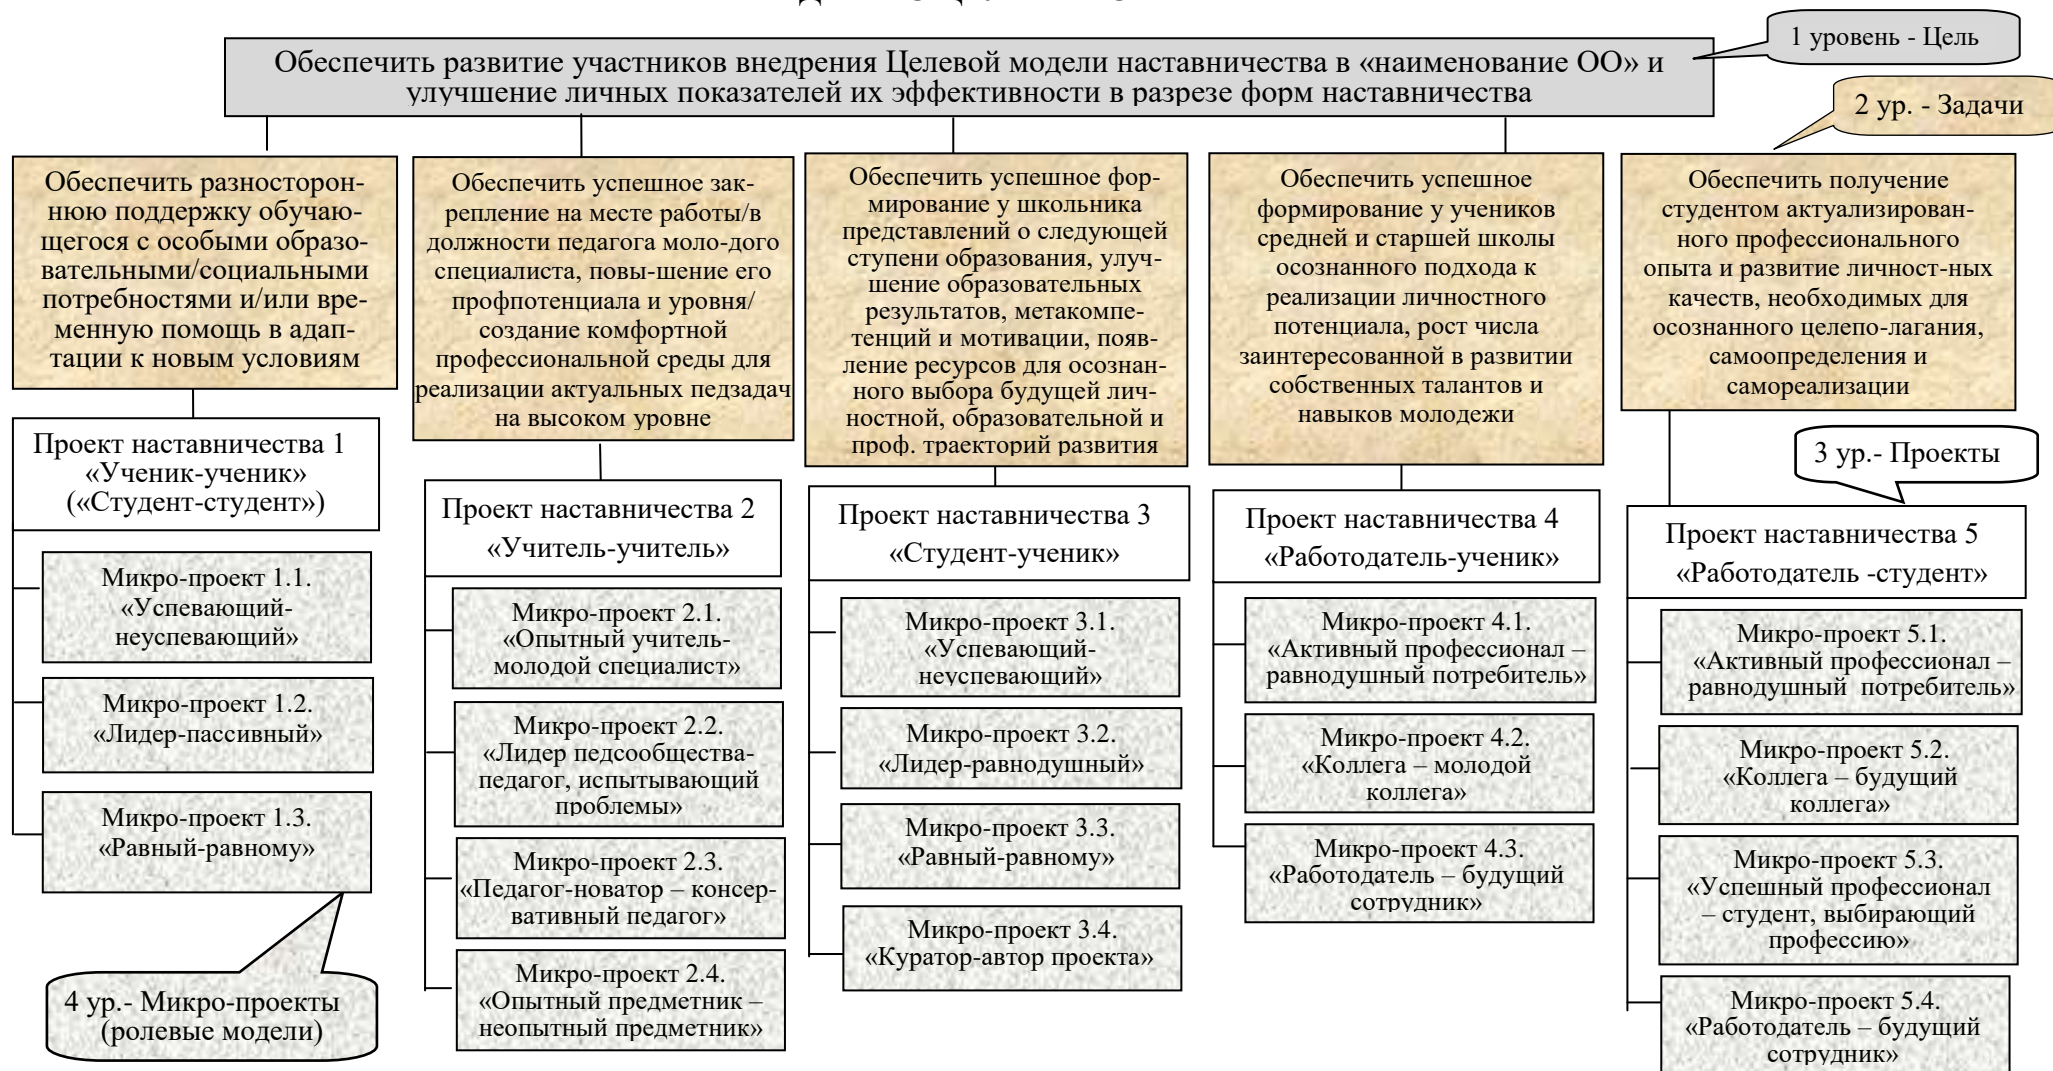 1 уровень - Цель
Обеспечить развитие участников внедрения Целевой модели наставничества в «наименование ОО» и
улучшение личных показателей их эффективности в разрезе форм наставничества
2 ур. - Задачи
Обеспечить разносторон-
нюю поддержку обучаю-
щегося с особыми образо-
вательными/социальными
потребностями и/или вре-
менную помощь в адап-
тации к новым условиям
Обеспечить успешное зак-
репление на месте работы/в
должности педагога моло-дого
специалиста, повы-шение его
профпотенциала и уровня/
создание комфортной
профессиональной среды для
реализации актуальных педзадач
на высоком уровне
Обеспечить успешное фор-
мирование у школьника
представлений о следующей
ступени образования, улуч-
шение образовательных
результатов, метакомпе-
тенций и мотивации, появ-
ление ресурсов для осознан-
ного выбора будущей лич-
ностной, образовательной и
проф. траекторий развития
Обеспечить успешное
формирование у учеников
средней и старшей школы
осознанного подхода к
реализации личностного
потенциала, рост числа
заинтересованной в развитии
собственных талантов и
навыков молодежи
Обеспечить получение
студентом актуализирован-
ного профессионального
опыта и развитие личност-ных
качеств, необходимых для
осознанного целепо-лагания,
самоопределения и
самореализации
3 ур.- Проекты
Проект наставничества 1
«Ученик-ученик»
(«Студент-студент»)
Микро-проект 1.1.
«Успевающий-
неуспевающий»
Микро-проект 1.2.
«Лидер-пассивный»
Микро-проект 1.3.
«Равный-равному»
4 ур.- Микро-проекты
(ролевые модели)
Проект наставничества 2
«Учитель-учитель»
Микро-проект 2.1.
«Опытный учитель-
молодой специалист»
Микро-проект 2.2.
«Лидер педсообщества-
педагог, испытывающий
проблемы»
Микро-проект 2.3.
«Педагог-новатор – консер-
вативный педагог»
Микро-проект 2.4.
«Опытный предметник –
неопытный предметник»
Проект наставничества 3
«Студент-ученик»
Микро-проект 3.1.
«Успевающий-
неуспевающий»
Микро-проект 3.2.
«Лидер-равнодушный»
Микро-проект 3.3.
«Равный-равному»
Микро-проект 3.4.
«Куратор-автор проекта»
Проект наставничества 4
«Работодатель-ученик»
Микро-проект 4.1.
«Активный профессионал –
равнодушный потребитель»
Микро-проект 4.2.
«Коллега – молодой
коллега»
Микро-проект 4.3.
«Работодатель – будущий
сотрудник»
Проект наставничества 5
«Работодатель -студент»
Микро-проект 5.1.
«Активный профессионал –
равнодушный  потребитель»
Микро-проект 5.2.
«Коллега – будущий
коллега»
Микро-проект 5.3.
«Успешный профессионал
– студент, выбирающий
профессию»
Микро-проект 5.4.
«Работодатель – будущий
сотрудник»